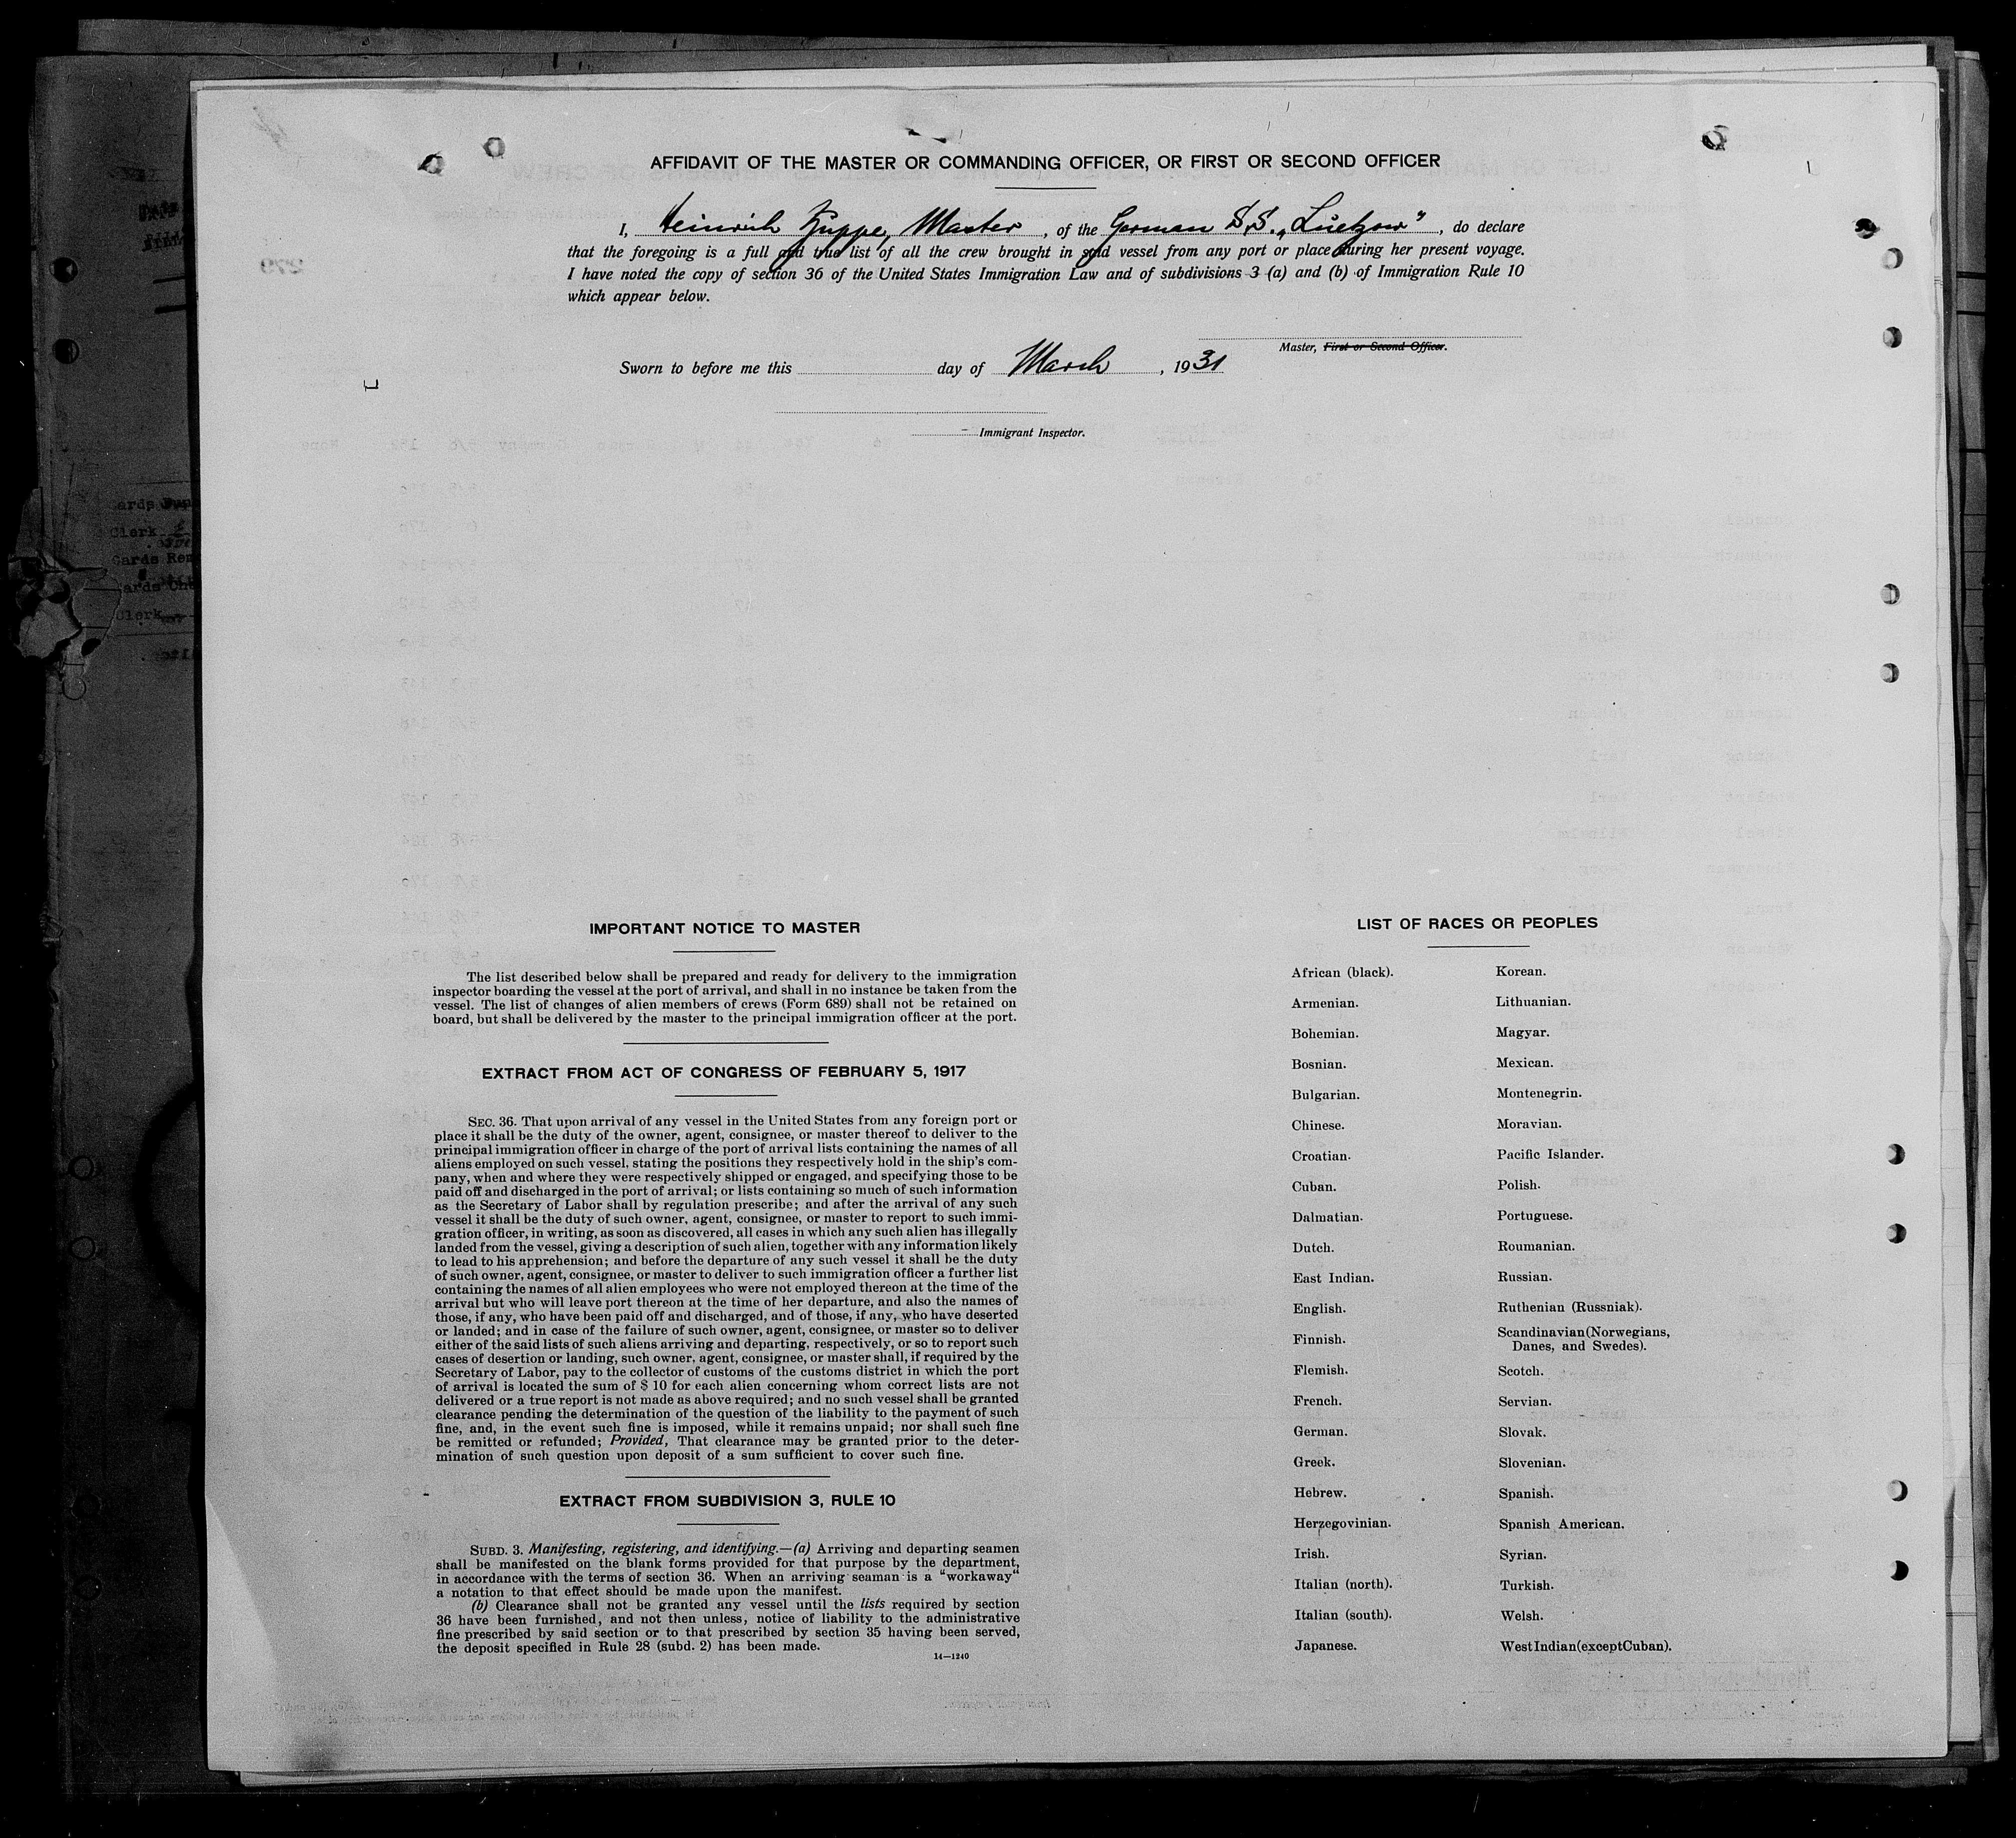 AFFIDAVIT OF THE MASTER OR COMMANDING OFFICER, OR FIRST OR SECOND OFFICER
I, Heinrich Zuppe, Master, of the German S.S. „Lützow", do declare
that the foregoing is a full and true list of all the crew brought in said vessel from any port or place during her present voyage.
I have noted the copy of section 36 of the United States Immigration Law and of subdivisions 3 (a) and (b) of Immigration Rule 10
which appear below.
Master, First or Second Officer.
Sworn to before me this day of March, 1931
Immigrant Inspector.
ards
Clerk
Cards Rem
ards Che
Clerk
IMPORTANT NOTICE TO MASTER
The list described below shall be prepared and ready for delivery to the immigration
inspector boarding the vessel at the port of arrival, and shall in no instance be taken from the
vessel. The list of changes of alien members of crews (Form 689) shall not be retained on
board, but shall be delivered by the master to the principal immigration officer at the port.
EXTRACT FROM ACT OF CONGRESS OF FEBRUARY 5, 1917
SEC. 36. That upon arrival of any vessel in the United States from any foreign port or
place it shall be the duty of the owner, agent, consignee, or master thereof to deliver to the
principal immigration officer in charge of the port of arrival lists containing the names of all
aliens employed on such vessel, stating the positions they respectively hold in the ship's com-
pany, when and where they were respectively shipped or engaged, and specifying those to be
paid off and discharged in the port of arrival; or lists containing so much of such information
as the Secretary of Labor shall by regulation prescribe; and after the arrival of any such
vessel it shall be the duty of such owner, agent, consignee, or master to report to such immi-
gration officer, in writing, as soon as discovered, all cases in which any such alien has illegally
landed from the vessel, giving a description of such alien, together with any information likely
to lead to his apprehension; and before the departure of any such vessel it shall be the duty
of such owner, agent, consignee, or master to deliver to such immigration officer a further list
containing the names of all alien employees who were not employed thereon at the time of the
arrival but who will leave port thereon at the time of her departure, and also the names of
those, if any, who have been paid off and discharged, and of those, if any, who have deserted
or landed; and in case of the failure of such owner, agent, consignee, or master so to deliver
either of the said lists of such aliens arriving and departing, respectively, or so to report such
cases of desertion or landing, such owner, agent, consignee, or master shall, if required by the
Secretary of Labor, pay to the collector of customs of the customs district in which the port
of arrival is located the sum of $ 10 for each alien concerning whom correct lists are not
delivered or a true report is not made as above required; and no such vessel shall be granted
clearance pending the determination of the question of the liability to the payment of such
fine, and, in the event such fine is imposed, while it remains unpaid; nor shall such fine
be remitted or refunded; Provided, That clearance may be granted prior to the deter-
mination of such question upon deposit of a sum sufficient to cover such fine.
EXTRACT FROM SUBDIVISION 3, RULE 10
SUBD. 3. Manifesting, registering, and identifying.—(a) Arriving and departing seamen
shall be manifested on the blank forms provided for that purpose by the department,
in accordance with the terms of section 36. When an arriving seaman is a "workaway"
a notation to that effect should be made upon the manifest.
(b) Clearance shall not be granted any vessel until the lists required by section
36 have been furnished, and not then unless, notice of liability to the administrative
fine prescribed by said section or to that prescribed by section 35 having been served,
the deposit specified in Rule 28 (subd. 2) has been made.
14—1240
LIST OF RACES OR PEOPLES
African (black).
Armenian.
Bohemian.
Bosnian.
Bulgarian.
Chinese.
Croatian.
Cuban.
Dalmatian.
Dutch.
East Indian.
English.
Finnish.
Flemish.
French.
German.
Greek.
Hebrew.
Herzegovinian.
Irish.
Italian (north).
Italian (south).
Japanese.
Korean.
Lithuanian.
Magyar.
Mexican.
Montenegrin.
Moravian.
Pacific Islander.
Polish.
Portuguese.
Roumanian.
Russian.
Ruthenian (Russniak).
Scandinavian (Norwegians,
Danes, and Swedes).
Scotch.
Servian.
Slovak.
Slovenian.
Spanish.
Spanish American.
Syrian.
Turkish.
Welsh.
West Indian (except Cuban).